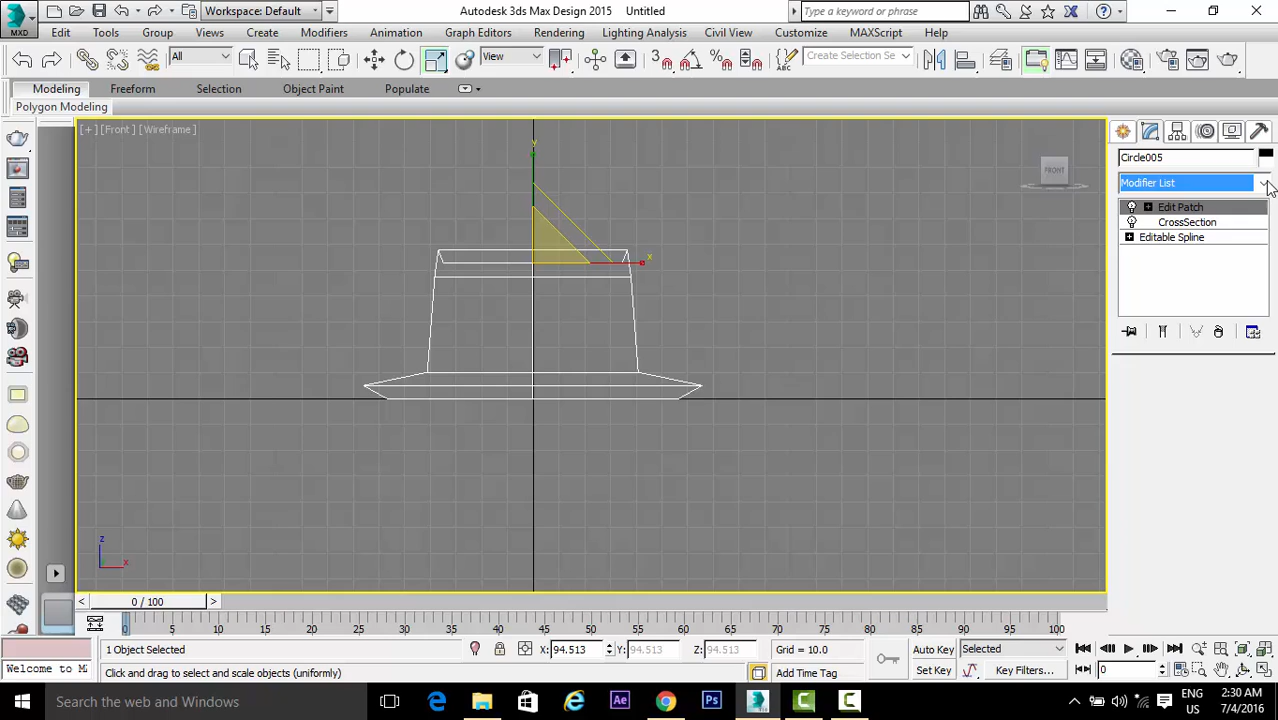 MXD
Workspace: Default
Autodesk 3ds Max Design 2015 Untitled
Type a keyword or phrase
Edit Tools Group Views Create Modifiers Animation Graph Editors Rendering Lighting Analysis Civil View Customize MAXScript Help
All View Create Selection Se
Modeling Freeform Selection Object Paint Populate
Polygon Modeling
[+] [Front] [Wireframe]
y
x
FRONT
z
x
Circle005
Modifier List
Edit Patch
CrossSection
Editable Spline
< 0 / 100 >
0 5 10 15 20 25 30 35 40 45 50 55 60 65 70 75 80 85 90 95 100
1 Object Selected X: 94.513 Y: 94.513 Z: 94.513 Grid = 10.0 Auto Key Selected
Welcome to M Click and drag to select and scale objects (uniformly) Add Time Tag Set Key Key Filters... 0
Search the web and Windows
Ae
Ps
ENG
US
2:30 AM
7/4/2016